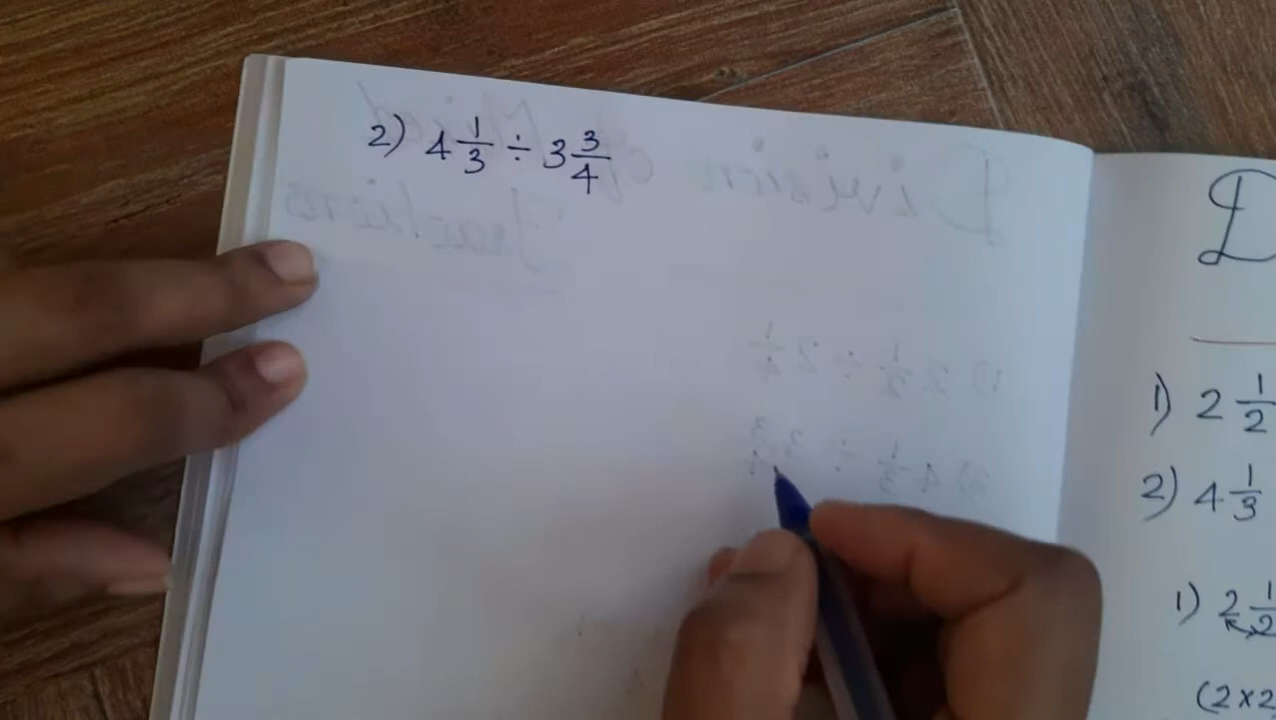 2) 4 1/3 ÷ 3 3/4
D
1) 2 1/2
2) 4 1/3
1) 2 1/2
(2×2